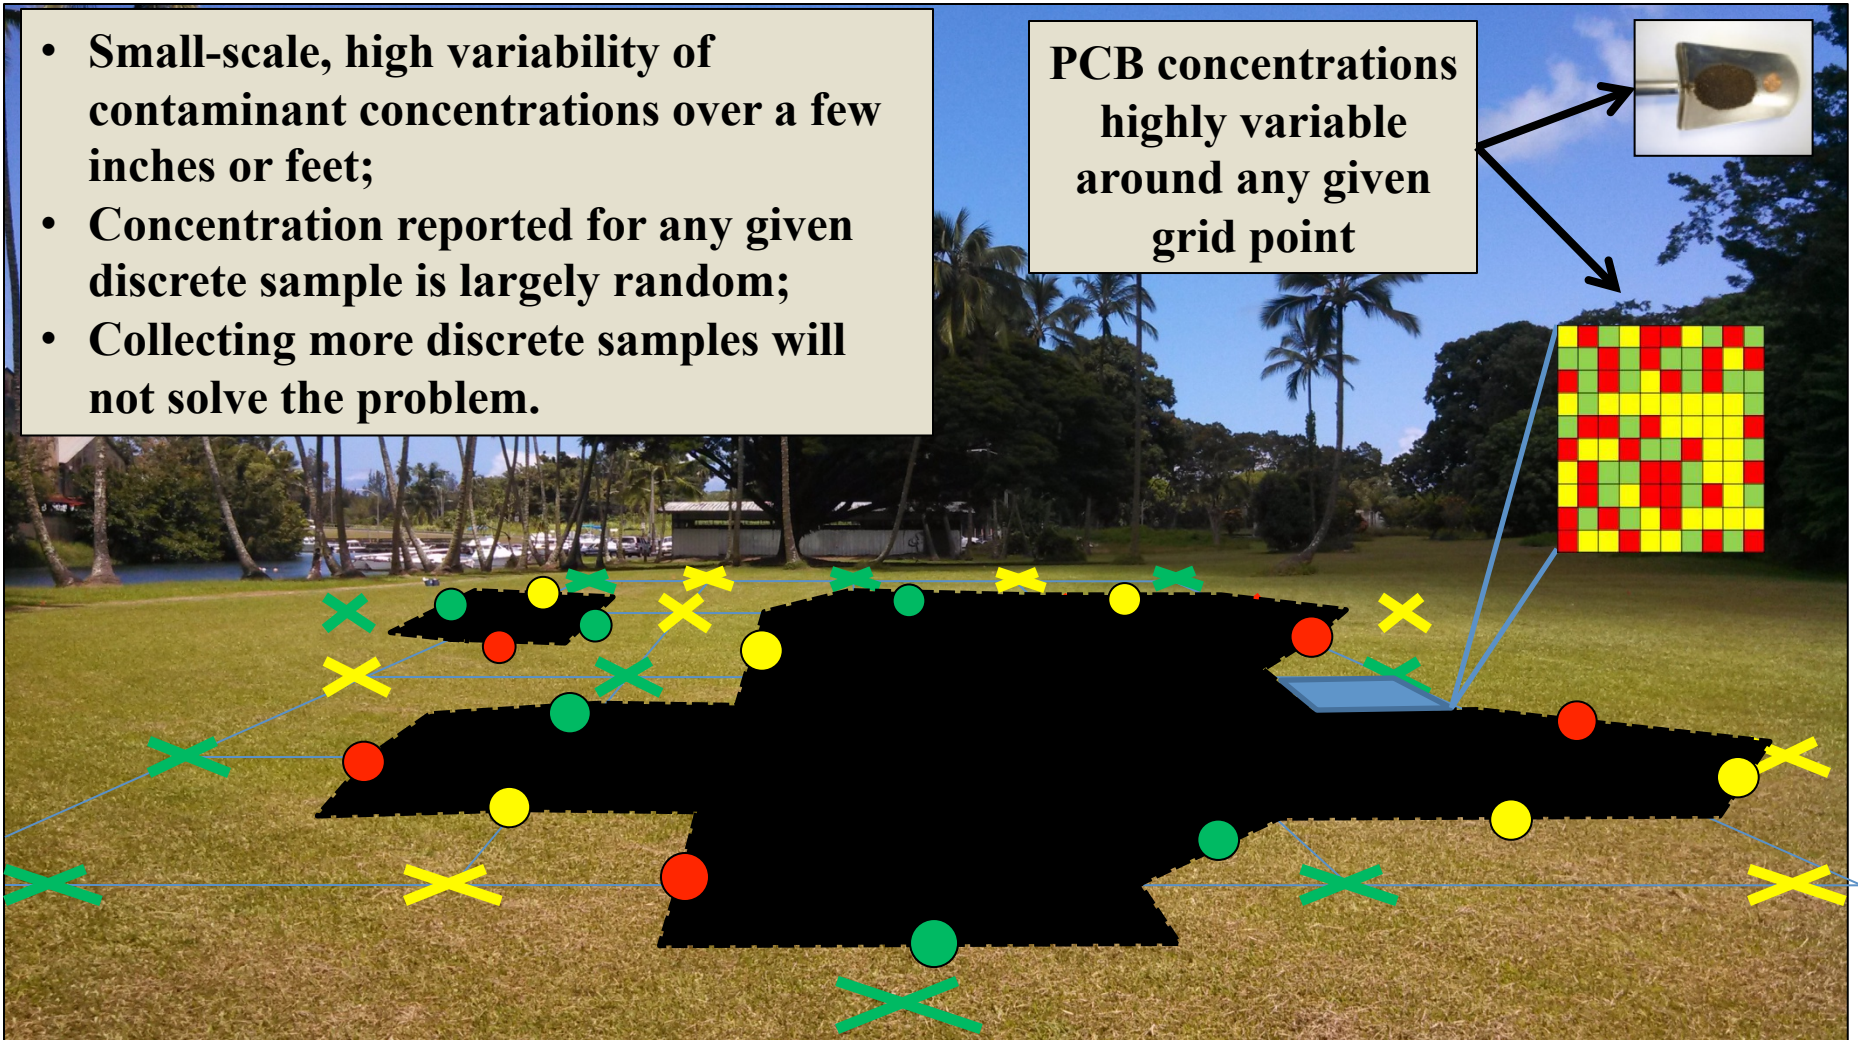 • Small-scale, high variability of
contaminant concentrations over a few
inches or feet;
• Concentration reported for any given
discrete sample is largely random;
• Collecting more discrete samples will
not solve the problem.
PCB concentrations
highly variable
around any given
grid point